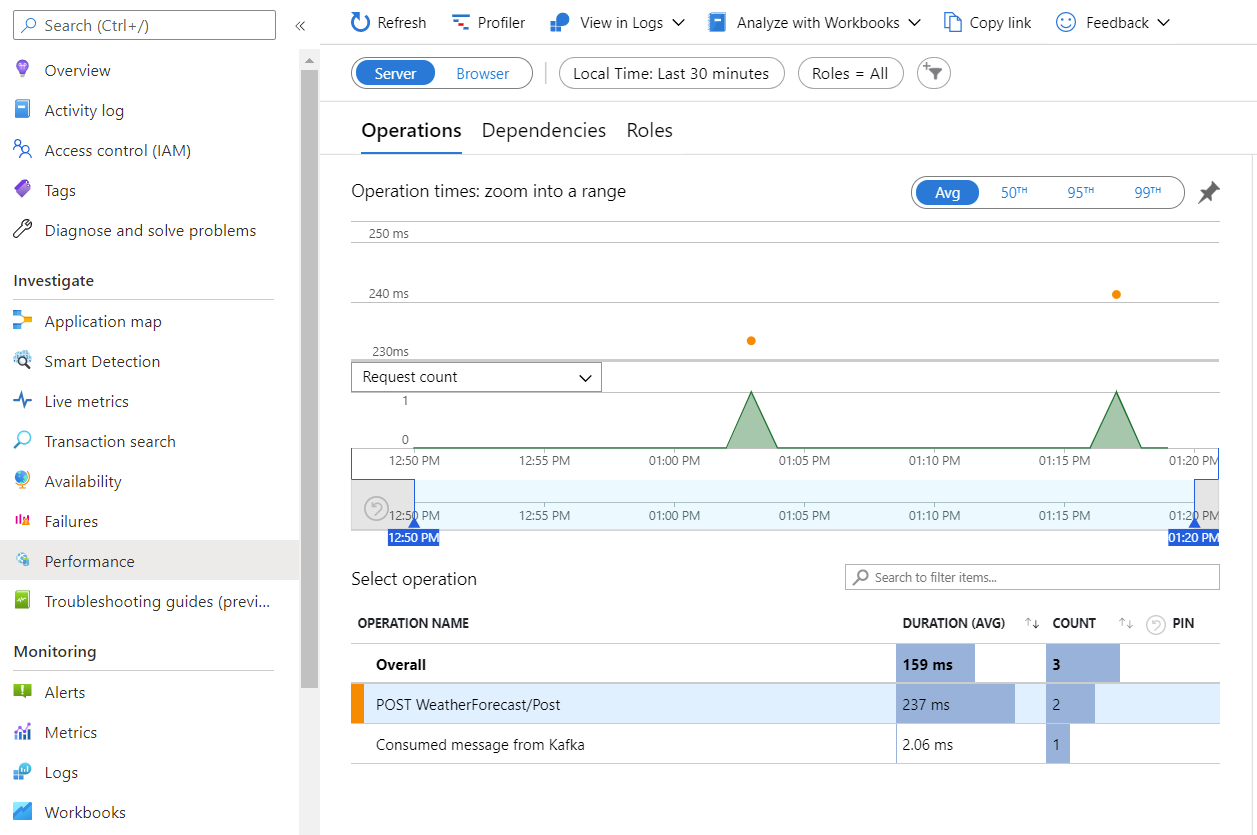 Search (Ctrl+/)
«
Overview
Activity log
Access control (IAM)
Tags
Diagnose and solve problems
Investigate
Application map
Smart Detection
Live metrics
Transaction search
Availability
Failures
Performance
Troubleshooting guides (previ...
Monitoring
Alerts
Metrics
Logs
Workbooks
Refresh Profiler View in Logs Analyze with Workbooks Copy link Feedback
Server Browser Local Time: Last 30 minutes Roles = All
Operations Dependencies Roles
Operation times: zoom into a range Avg 50TH 95TH 99TH
250 ms
240 ms
230ms
Request count
1
0
12:50 PM 12:55 PM 01:00 PM 01:05 PM 01:10 PM 01:15 PM 01:20 PM
12:50 PM 12:55 PM 01:00 PM 01:05 PM 01:10 PM 01:15 PM 01:20 PM
12:50 PM 01:20 PM
Select operation Search to filter items...
OPERATION NAME DURATION (AVG) ↑↓ COUNT ↑↓ PIN
Overall 159 ms 3
POST WeatherForecast/Post 237 ms 2
Consumed message from Kafka 2.06 ms 1